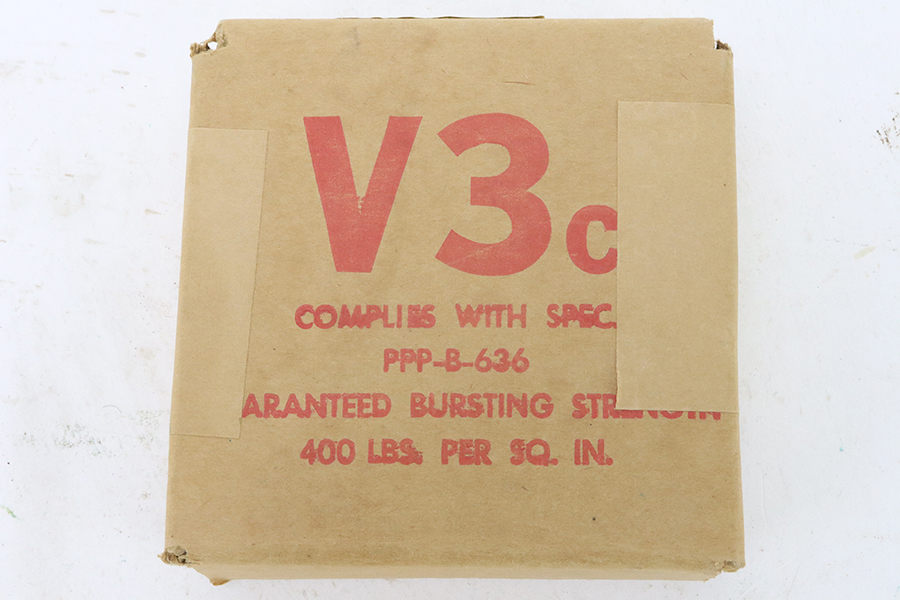 V3c
COMPLIES WITH SPEC.
PPP-B-636
ARANTEED BURSTING STRENGTH
400 LBS. PER SQ. IN.